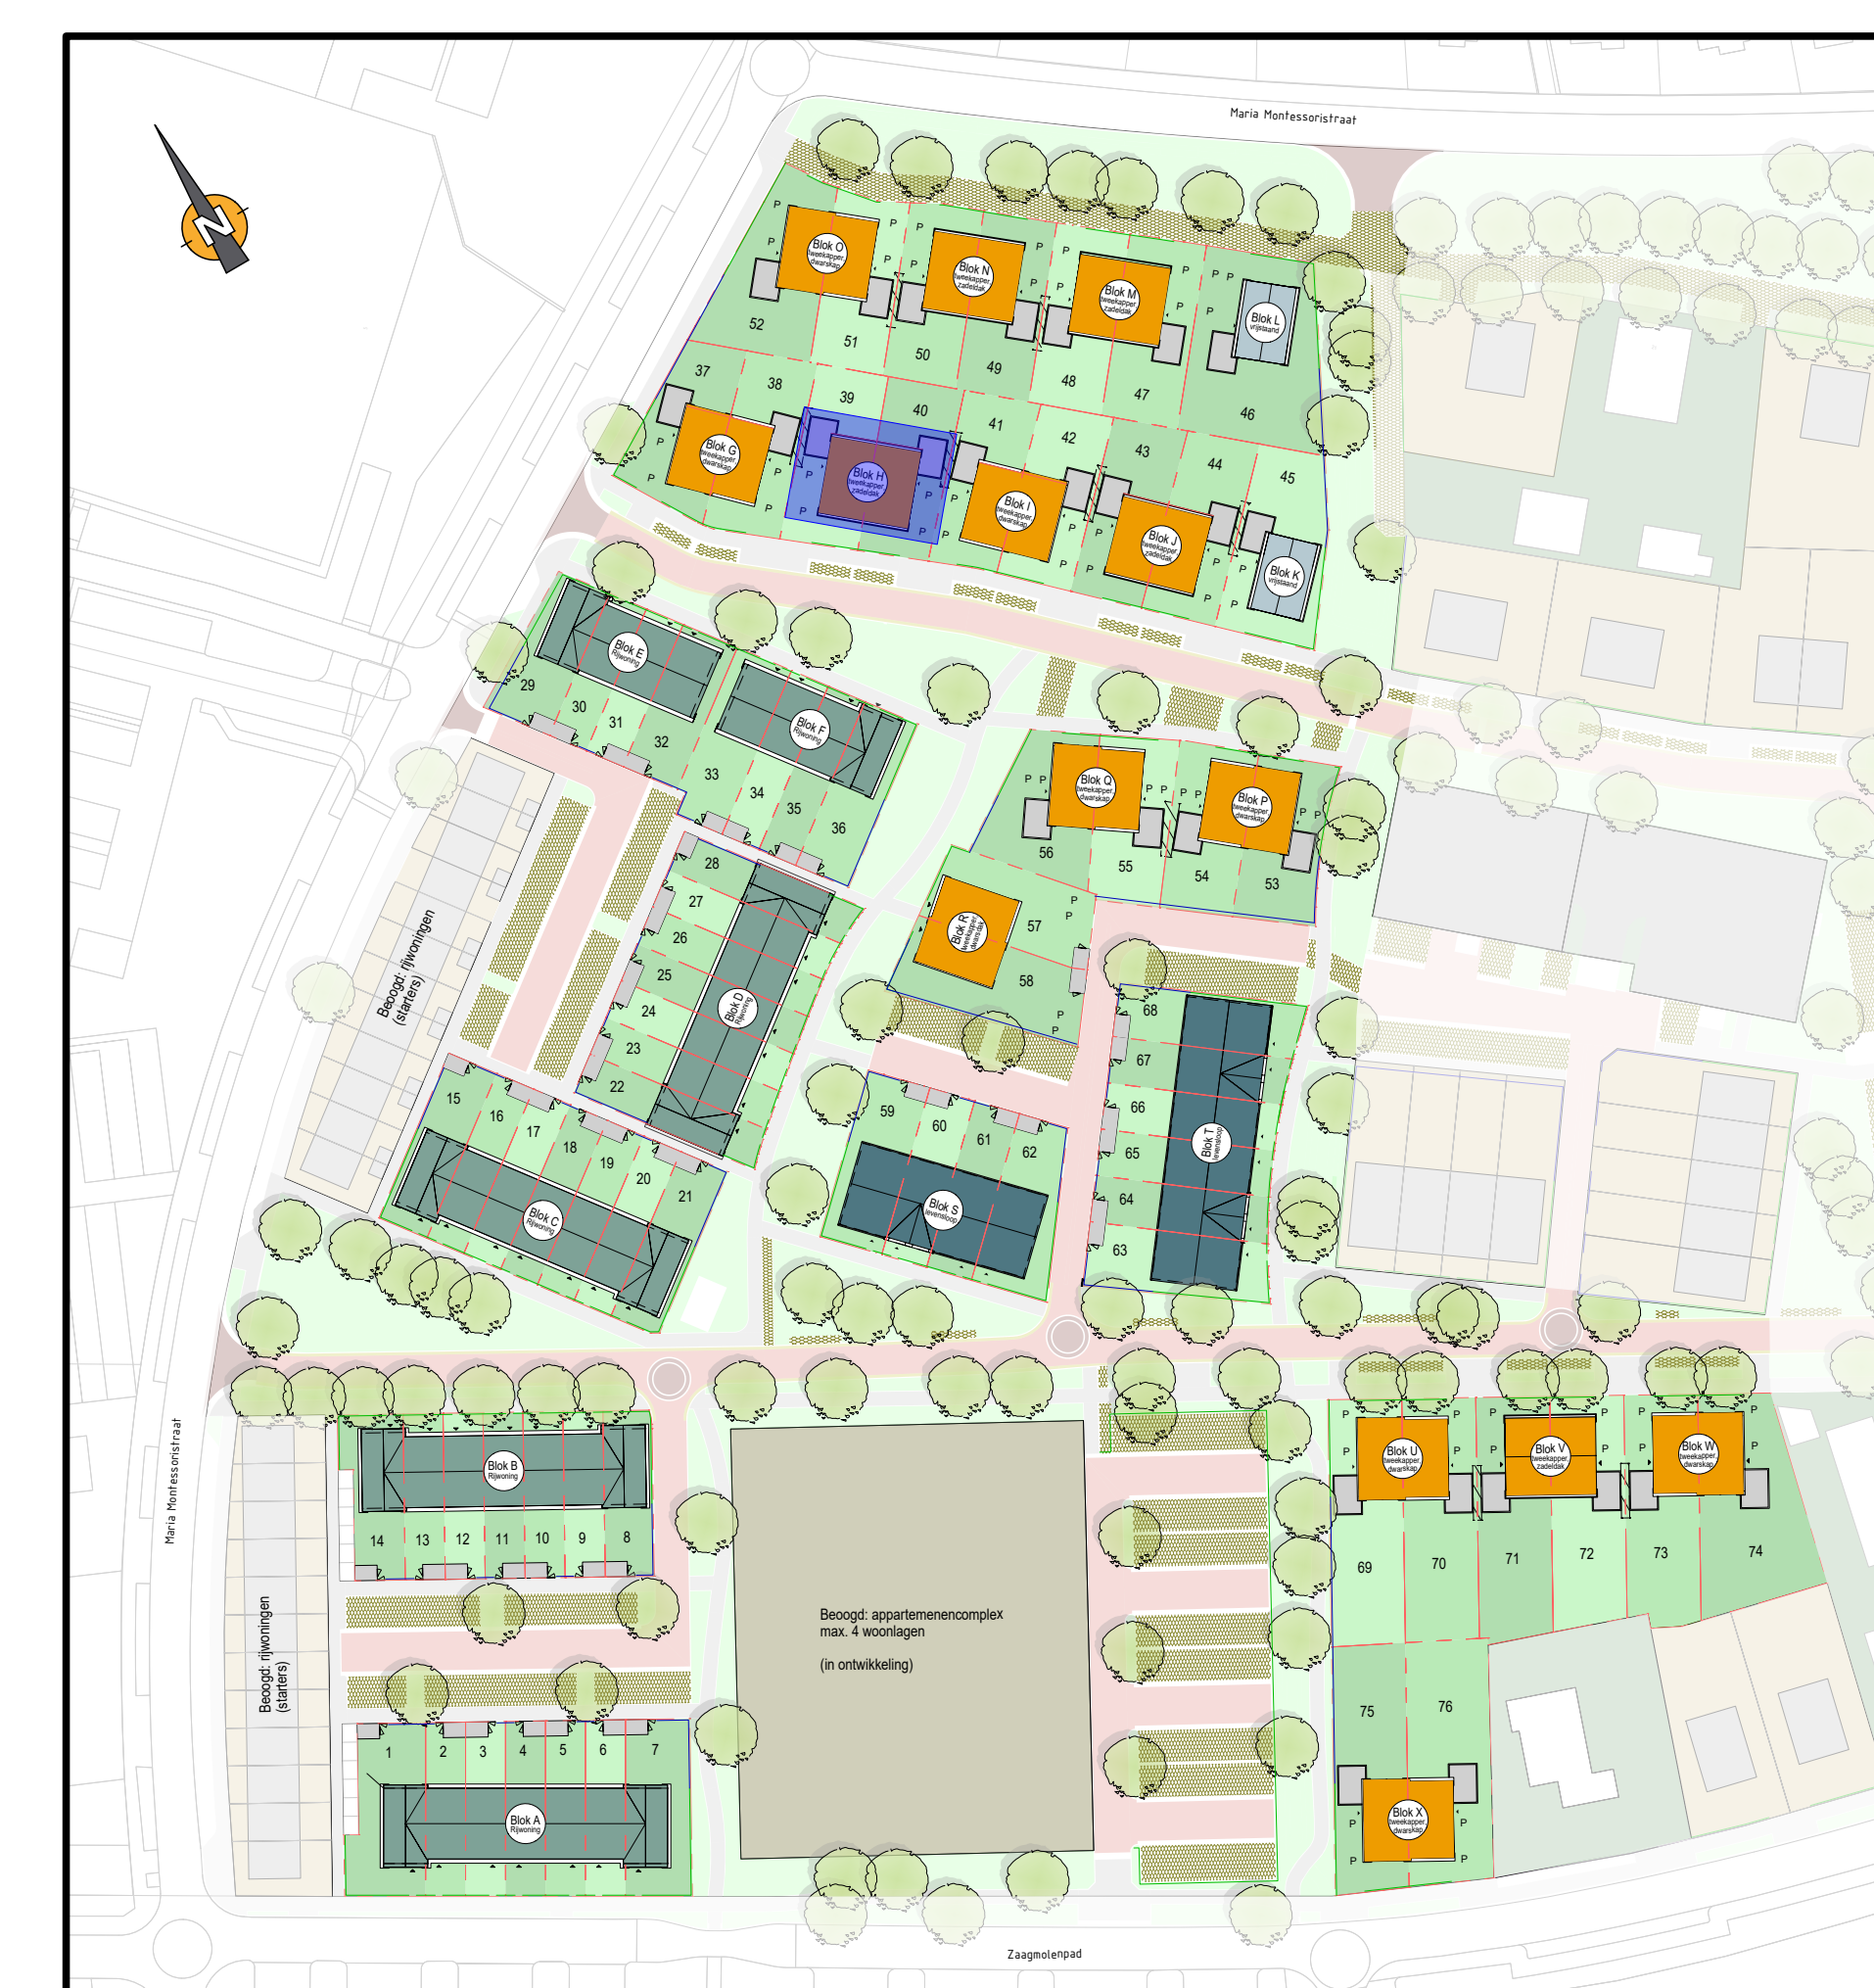 Maria Montessoristraat
N
P
Blok O
tweekapper,
dwarskap
Blok N
tweekapper,
zadeldak
Blok M
tweekapper,
zadeldak
Blok L
vrijstaand
52
51
50
49
48
47
46
37
38
39
40
41
42
43
44
45
Blok G
tweekapper,
dwarskap
Blok H
tweekapper,
zadeldak
Blok I
tweekapper,
dwarskap
Blok J
tweekapper,
zadeldak
Blok K
vrijstaand
Blok E
Rijwoning
29
30
31
32
Blok F
Rijwoning
33
34
35
36
Blok Q
tweekapper,
dwarskap
Blok P
tweekapper,
dwarskap
56
55
54
53
Blok R
tweekapper,
dwarsdak
57
58
28
27
26
25
24
23
22
Blok D
Rijwoning
Beoogd: rijwoningen
(starters)
15
16
17
18
19
20
21
Blok C
Rijwoning
59
60
61
62
Blok S
levensloop
68
67
66
65
64
63
Blok T
levensloop
Maria Montessoristraat
Blok B
Rijwoning
14
13
12
11
10
9
8
Beoogd: rijwoningen
(starters)
1
2
3
4
5
6
7
Blok A
Rijwoning
Beoogd: appartemenencomplex
max. 4 woonlagen
(in ontwikkeling)
Blok U
tweekapper,
dwarskap
Blok V
tweekapper,
zadeldak
Blok W
tweekapper,
dwarskap
69
70
71
72
73
74
75
76
Blok X
tweekapper,
dwarskap
Zaagmolenpad